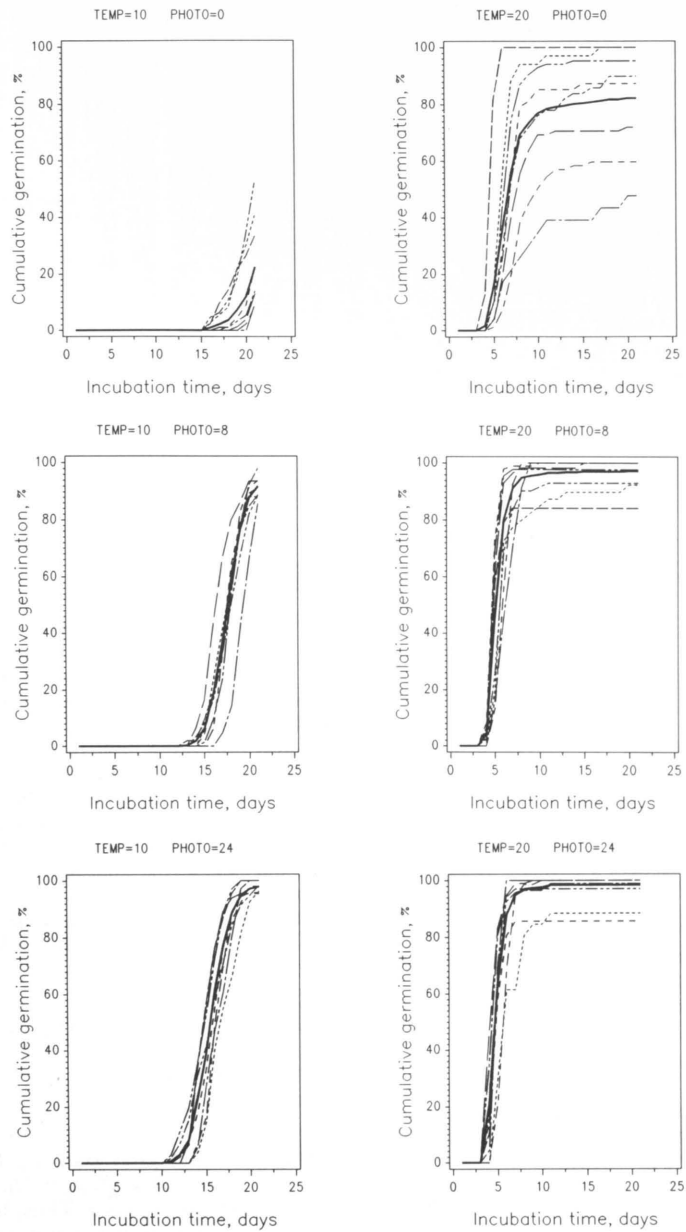 TEMP=10 PHOTO=0
Cumulative germination, %
100
80
60
40
20
0
0 5 10 15 20 25
Incubation time, days
TEMP=20 PHOTO=0
Cumulative germination, %
100
80
60
40
20
0
0 5 10 15 20 25
Incubation time, days
TEMP=10 PHOTO=8
Cumulative germination, %
100
80
60
40
20
0
0 5 10 15 20 25
Incubation time, days
TEMP=20 PHOTO=8
Cumulative germination, %
100
80
60
40
20
0
0 5 10 15 20 25
Incubation time, days
TEMP=10 PHOTO=24
Cumulative germination, %
100
80
60
40
20
0
0 5 10 15 20 25
Incubation time, days
TEMP=20 PHOTO=24
Cumulative germination, %
100
80
60
40
20
0
0 5 10 15 20 25
Incubation time, days